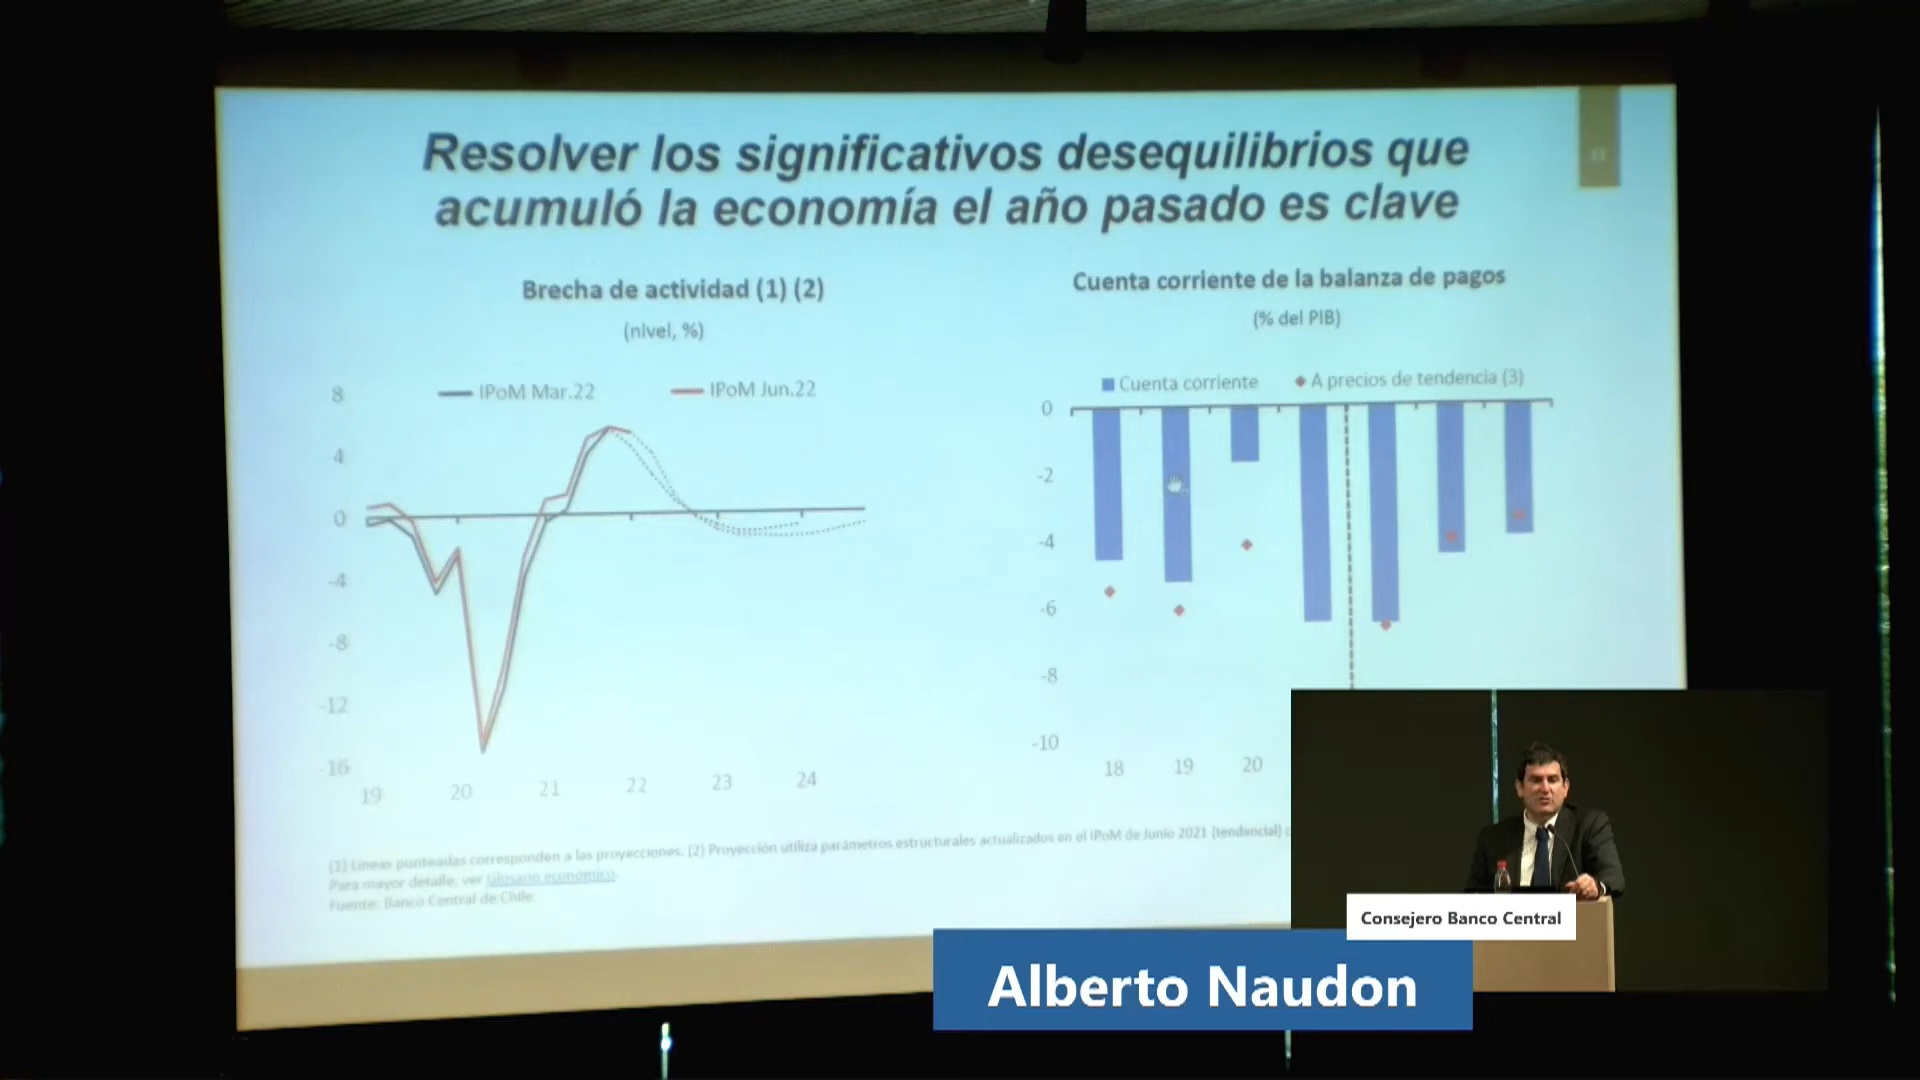 Resolver los significativos desequilibrios que
acumuló la economía el año pasado es clave
11
Brecha de actividad (1) (2)
(nivel, %)
IPoM Mar.22
IPoM Jun.22
8
4
0
-4
-8
-12
-16
19
20
21
22
23
24
Cuenta corriente de la balanza de pagos
(% del PIB)
Cuenta corriente
A precios de tendencia (3)
0
-2
-4
-6
-8
-10
18
19
20
(1) Líneas punteadas corresponden a las proyecciones. (2) Proyección utiliza parámetros estructurales actualizados en el IPoM de Junio 2021 (tendencial)
Para mayor detalle, ver Glosario económico.
Fuente: Banco Central de Chile.
Consejero Banco Central
Alberto Naudon